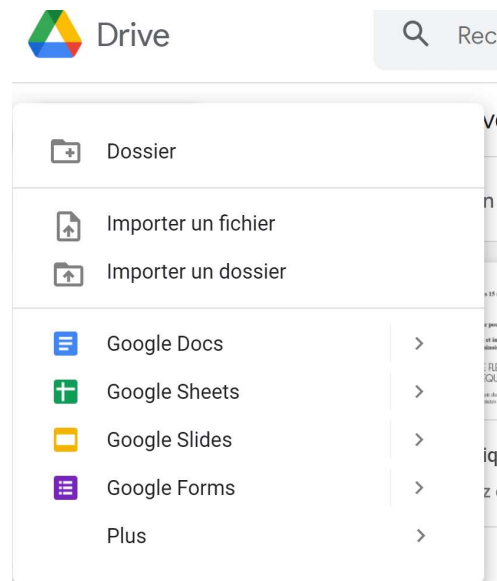 Drive
Rec
Dossier
Importer un fichier
Importer un dossier
Google Docs
Google Sheets
Google Slides
Google Forms
Plus